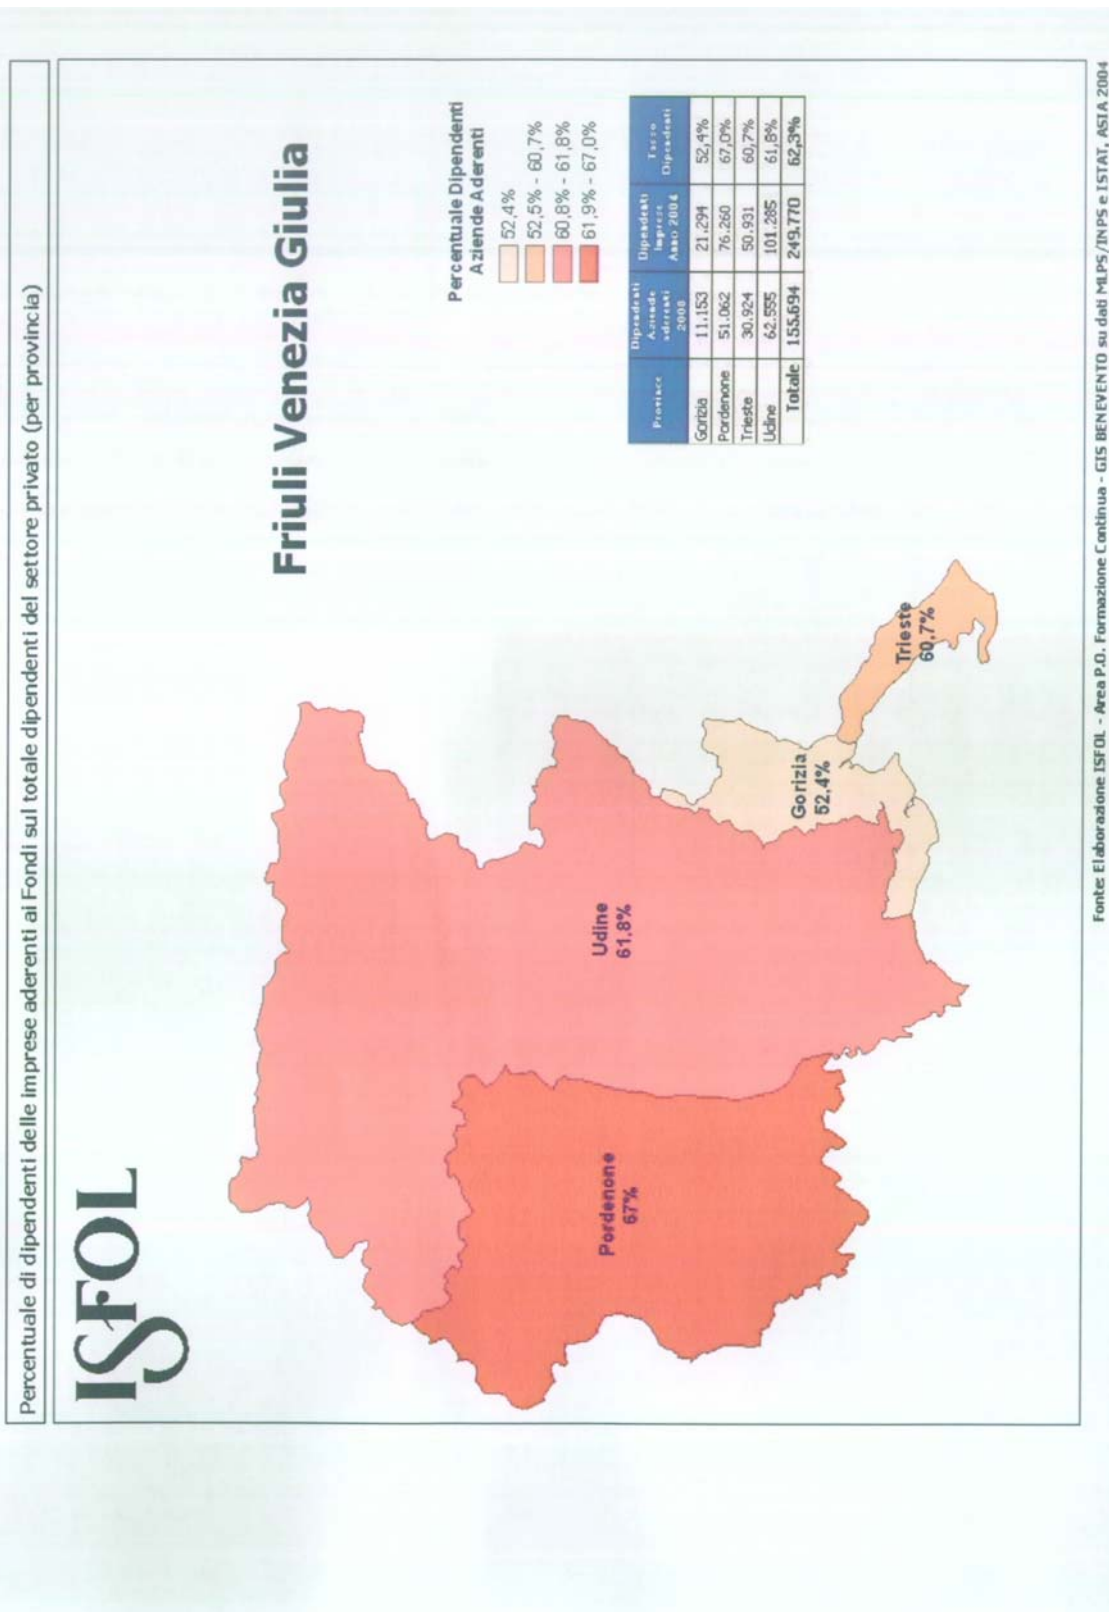 Percentuale di dipendenti delle imprese aderenti ai Fondi sul totale dipendenti del settore privato (per provincia)
ISFOL
Friuli Venezia Giulia
Percentuale Dipendenti
Aziende Aderenti
52,4%
52,5% - 60,7%
60,8% - 61,8%
61,9% - 67,0%
Province Dipendenti Aziende aderenti 2008 Dipendenti Imprese Anno 2004 Tasso Dipendenti
Gorizia 11.153 21.294 52,4%
Pordenone 51.062 76.260 67,0%
Trieste 30.924 50.931 60,7%
Udine 62.555 101.285 61,8%
Totale 155.694 249.770 62,3%
Udine
61,8%
Pordenone
67%
Gorizia
52,4%
Trieste
60,7%
Fonte: Elaborazione ISFOL - Area P.O. Formazione Continua - GIS BENEVENTO su dati MLPS/INPS e ISTAT, ASIA 2004